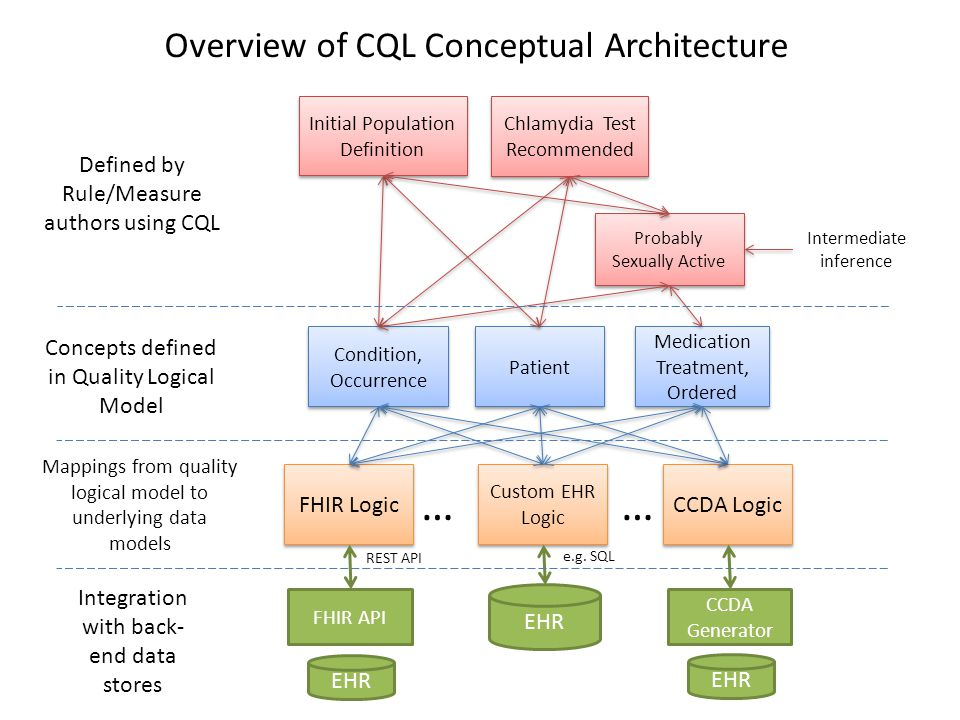 Overview of CQL Conceptual Architecture
Initial Population
Definition
Chlamydia Test
Recommended
Defined by
Rule/Measure
authors using CQL
Probably
Sexually Active
Intermediate
inference
Concepts defined
in Quality Logical
Model
Condition,
Occurrence
Patient
Medication
Treatment,
Ordered
Mappings from quality
logical model to
underlying data
models
FHIR Logic
...
Custom EHR
Logic
...
CCDA Logic
REST API
e.g. SQL
Integration
with back-
end data
stores
FHIR API
EHR
CCDA
Generator
EHR
EHR